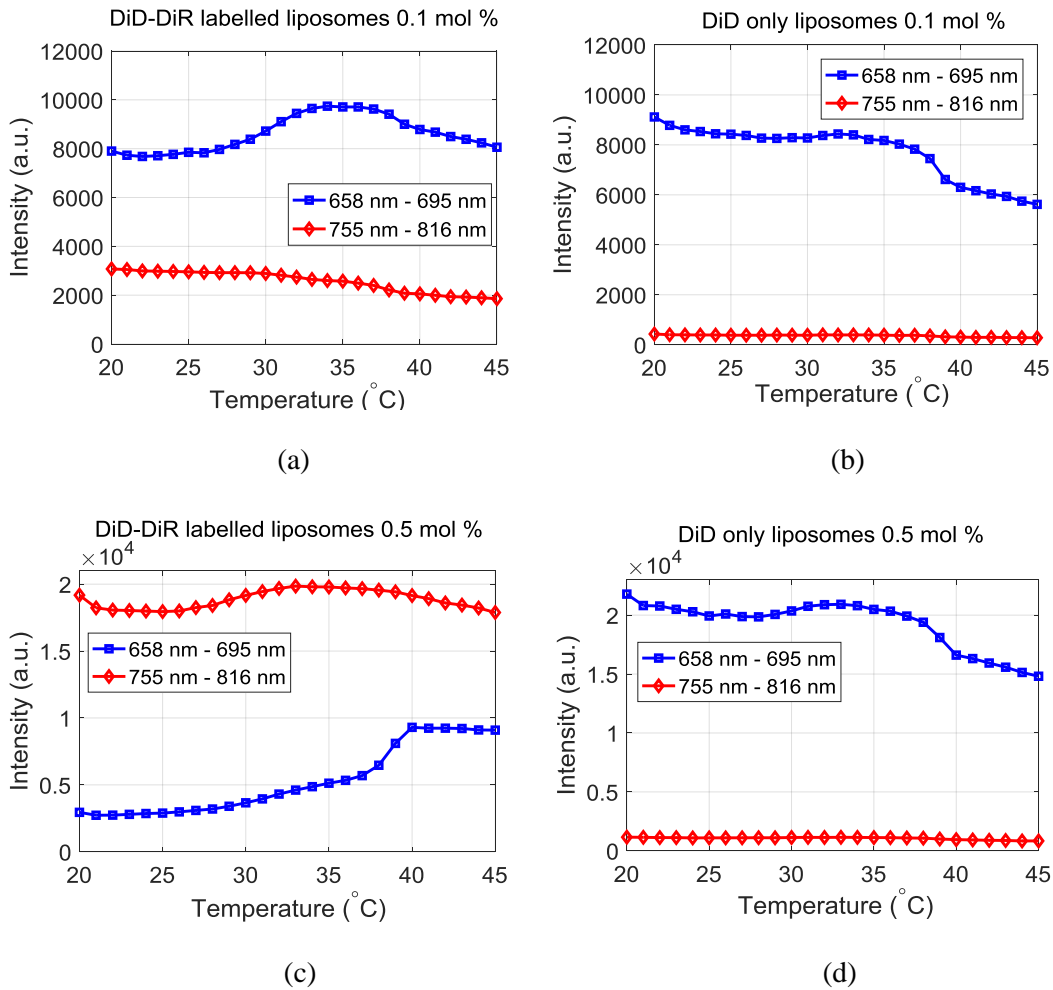 DiD-DiR labelled liposomes 0.1 mol %
12000
10000
8000
6000
4000
2000
0
Intensity (a.u.)
658 nm - 695 nm
755 nm - 816 nm
20 25 30 35 40 45
Temperature (°C)
(a)
DiD only liposomes 0.1 mol %
12000
10000
8000
6000
4000
2000
0
Intensity (a.u.)
658 nm - 695 nm
755 nm - 816 nm
20 25 30 35 40 45
Temperature (°C)
(b)
DiD-DiR labelled liposomes 0.5 mol %
×10⁴
2
1.5
1
0.5
0
Intensity (a.u.)
658 nm - 695 nm
755 nm - 816 nm
20 25 30 35 40 45
Temperature (°C)
(c)
DiD only liposomes 0.5 mol %
×10⁴
2
1.5
1
0.5
0
Intensity (a.u.)
658 nm - 695 nm
755 nm - 816 nm
20 25 30 35 40 45
Temperature (°C)
(d)